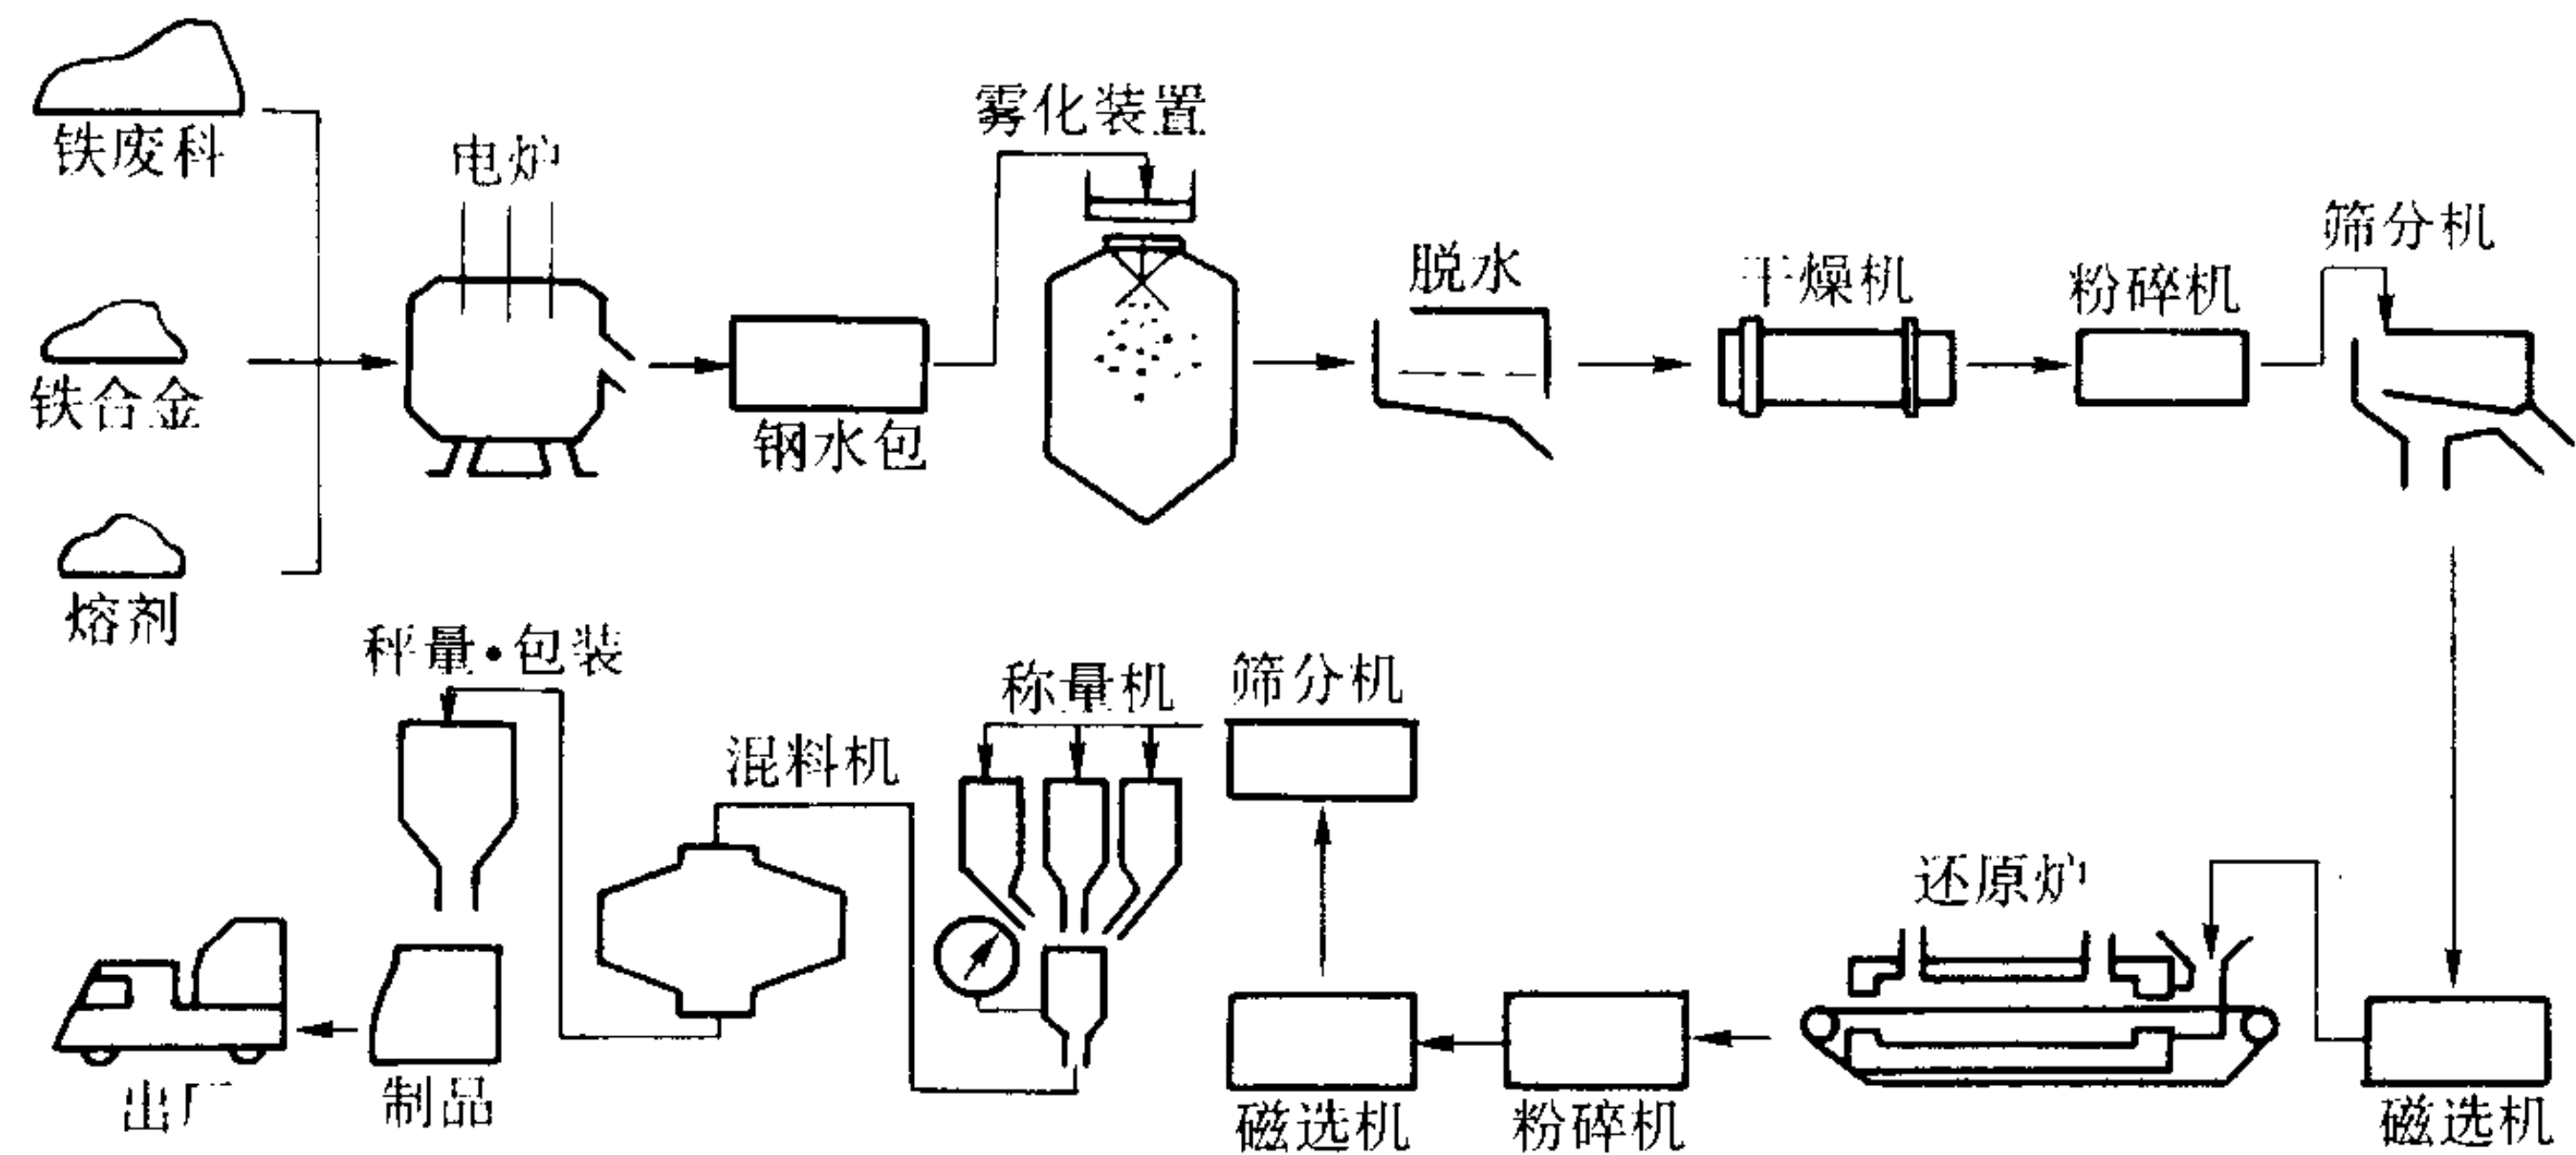 铁废科
铁合金
熔剂
电炉
钢水包
雾化装置
脱水
干燥机
粉碎机
筛分机
磁选机
还原炉
粉碎机
磁选机
筛分机
称量机
混料机
秤量·包装
制品
出厂